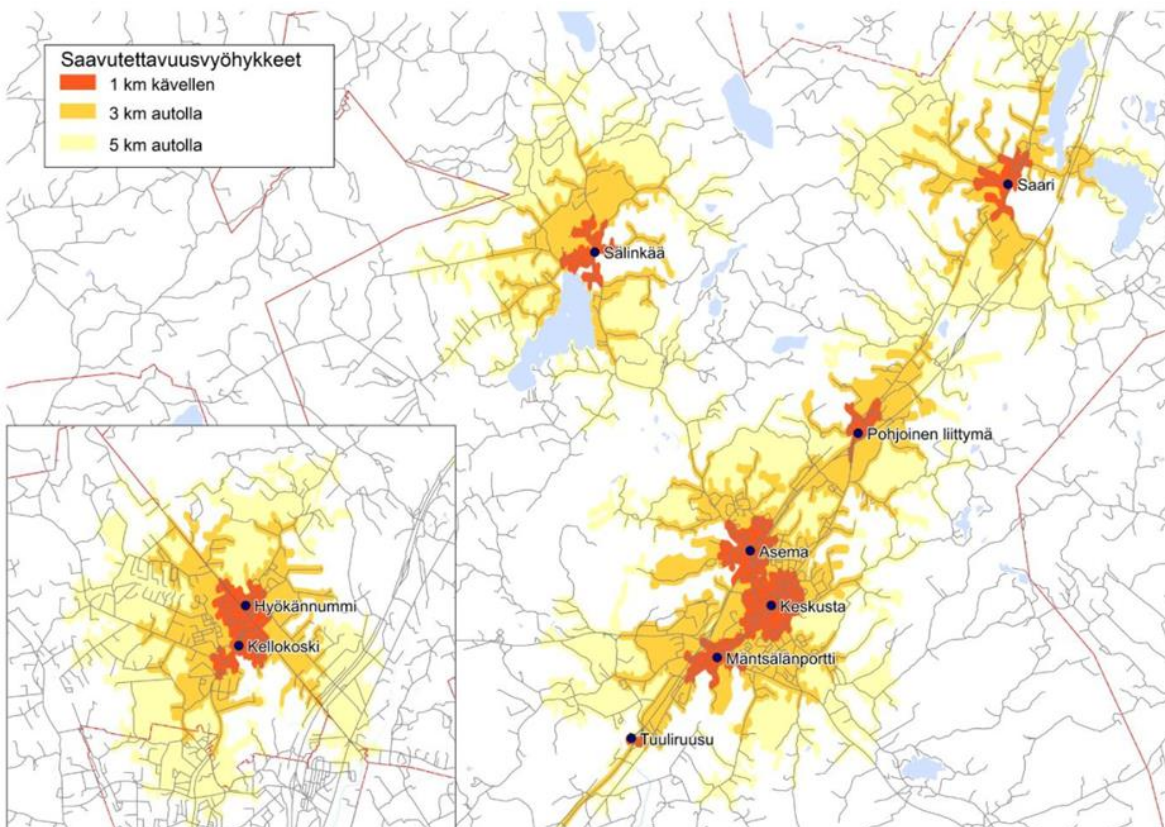 Saavutettavuusvyöhykkeet
1 km kävellen
3 km autolla
5 km autolla
Saari
Sälinkää
Pohjoinen liittymä
Asema
Keskusta
Mäntsälänportti
Tuuliruusu
Hyökännummi
Kellokoski